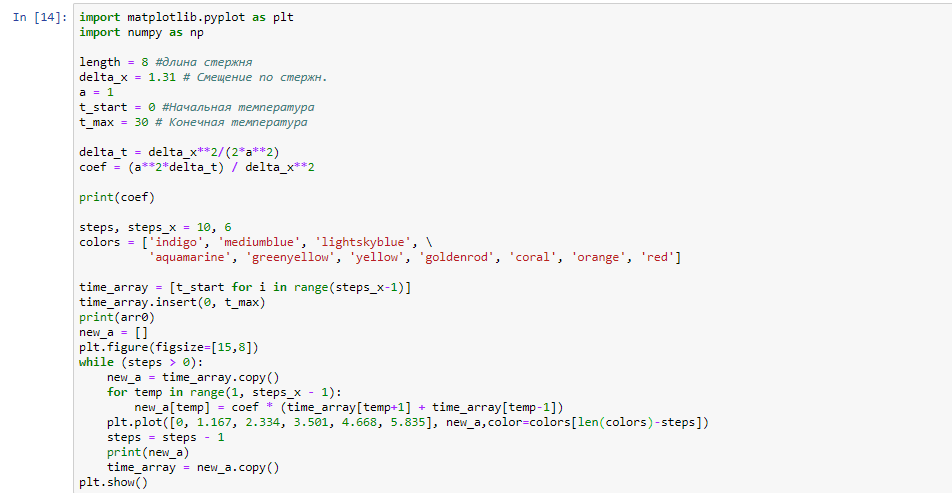 In [14]: import matplotlib.pyplot as plt
import numpy as np
length = 8 #длина стержня
delta_x = 1.31 # Смещение по стержн.
a = 1
t_start = 0 #Начальная температура
t_max = 30 # Конечная температура
delta_t = delta_x**2/(2*a**2)
coef = (a**2*delta_t) / delta_x**2
print(coef)
steps, steps_x = 10, 6
colors = ['indigo', 'mediumblue', 'lightskyblue', \
'aquamarine', 'greenyellow', 'yellow', 'goldenrod', 'coral', 'orange', 'red']
time_array = [t_start for i in range(steps_x-1)]
time_array.insert(0, t_max)
print(arr0)
new_a = []
plt.figure(figsize=[15,8])
while (steps > 0):
    new_a = time_array.copy()
    for temp in range(1, steps_x - 1):
        new_a[temp] = coef * (time_array[temp+1] + time_array[temp-1])
    plt.plot([0, 1.167, 2.334, 3.501, 4.668, 5.835], new_a,color=colors[len(colors)-steps])
    steps = steps - 1
    print(new_a)
    time_array = new_a.copy()
plt.show()